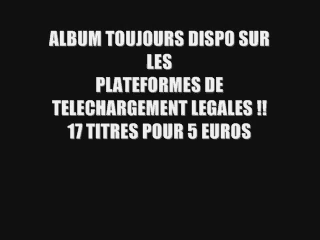 ALBUM TOUJOURS DISPO SUR
LES
PLATEFORMES DE
TELECHARGEMENT LEGALES !!
17 TITRES POUR 5 EUROS